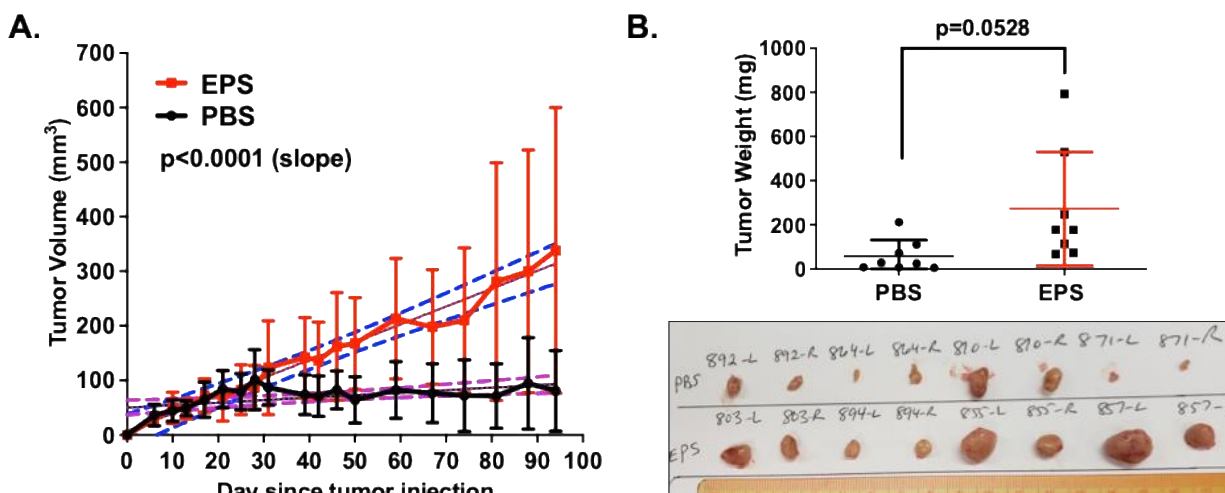 A.
700
600
500
400
300
200
100
0
Tumor Volume (mm³)
EPS
PBS
p<0.0001 (slope)
0 10 20 30 40 50 60 70 80 90 100
Day since tumor injection
B.
p=0.0528
1000
800
600
400
200
0
Tumor Weight (mg)
PBS EPS
892-L 892-R 864-L 864-R 810-L 810-R 871-L 871-R
PBS
803-L 803-R 894-L 894-R 855-L 855-R 857-L 857-
EPS